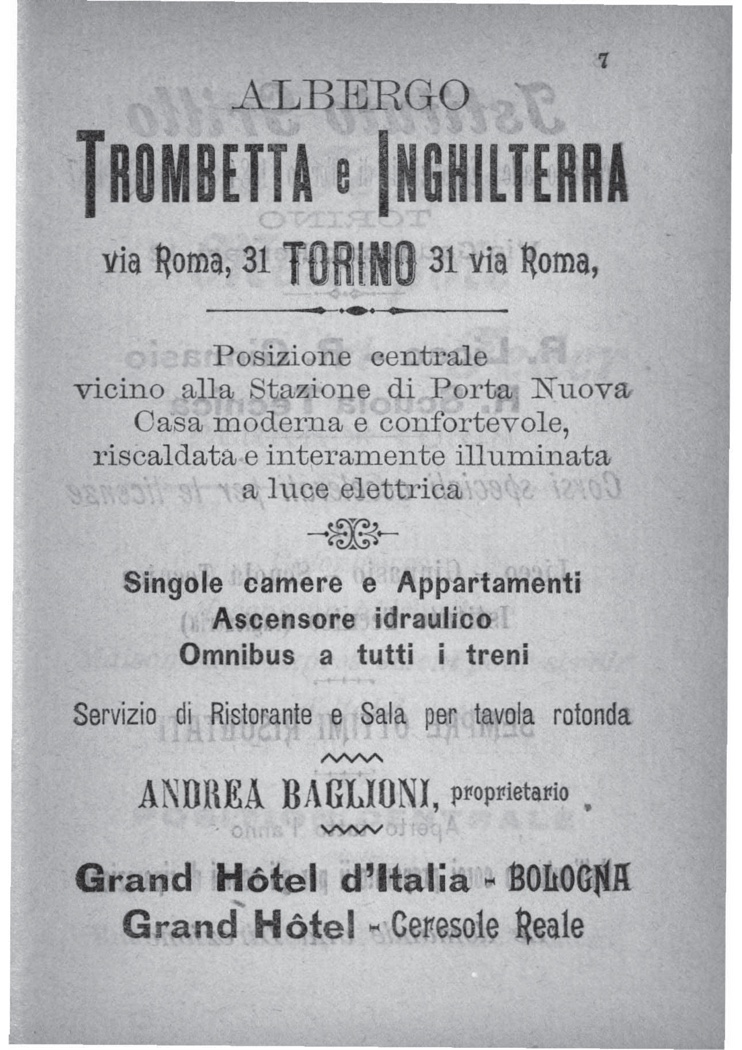 7
ALBERGO
TROMBETTA e INGHILTERRA
via Roma, 31 TORINO 31 via Roma,
Posizione centrale
vicino alla Stazione di Porta Nuova
Casa moderna e confortevole,
riscaldata e interamente illuminata
a luce elettrica
Singole camere e Appartamenti
Ascensore idraulico
Omnibus a tutti i treni
Servizio di Ristorante e Sala per tavola rotonda
ANDREA BAGLIONI, proprietario
Grand Hôtel d'Italia - BOLOGNA
Grand Hôtel - Ceresole Reale